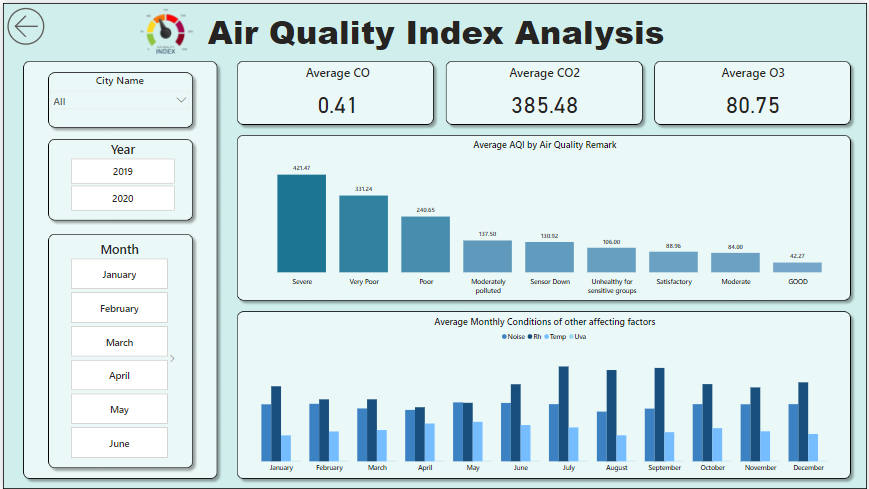 Air Quality Index Analysis
INDEX
City Name
All
Year
2019
2020
Month
January
February
March
April
May
June
Average CO
0.41
Average CO2
385.48
Average O3
80.75
Average AQI by Air Quality Remark
421.47
331.24
240.65
137.50
130.92
106.00
88.96
84.00
42.27
Severe
Very Poor
Poor
Moderately
polluted
Sensor Down
Unhealthy for
sensitive groups
Satisfactory
Moderate
GOOD
Average Monthly Conditions of other affecting factors
Noise Rh Temp Uva
January
February
March
April
May
June
July
August
September
October
November
December